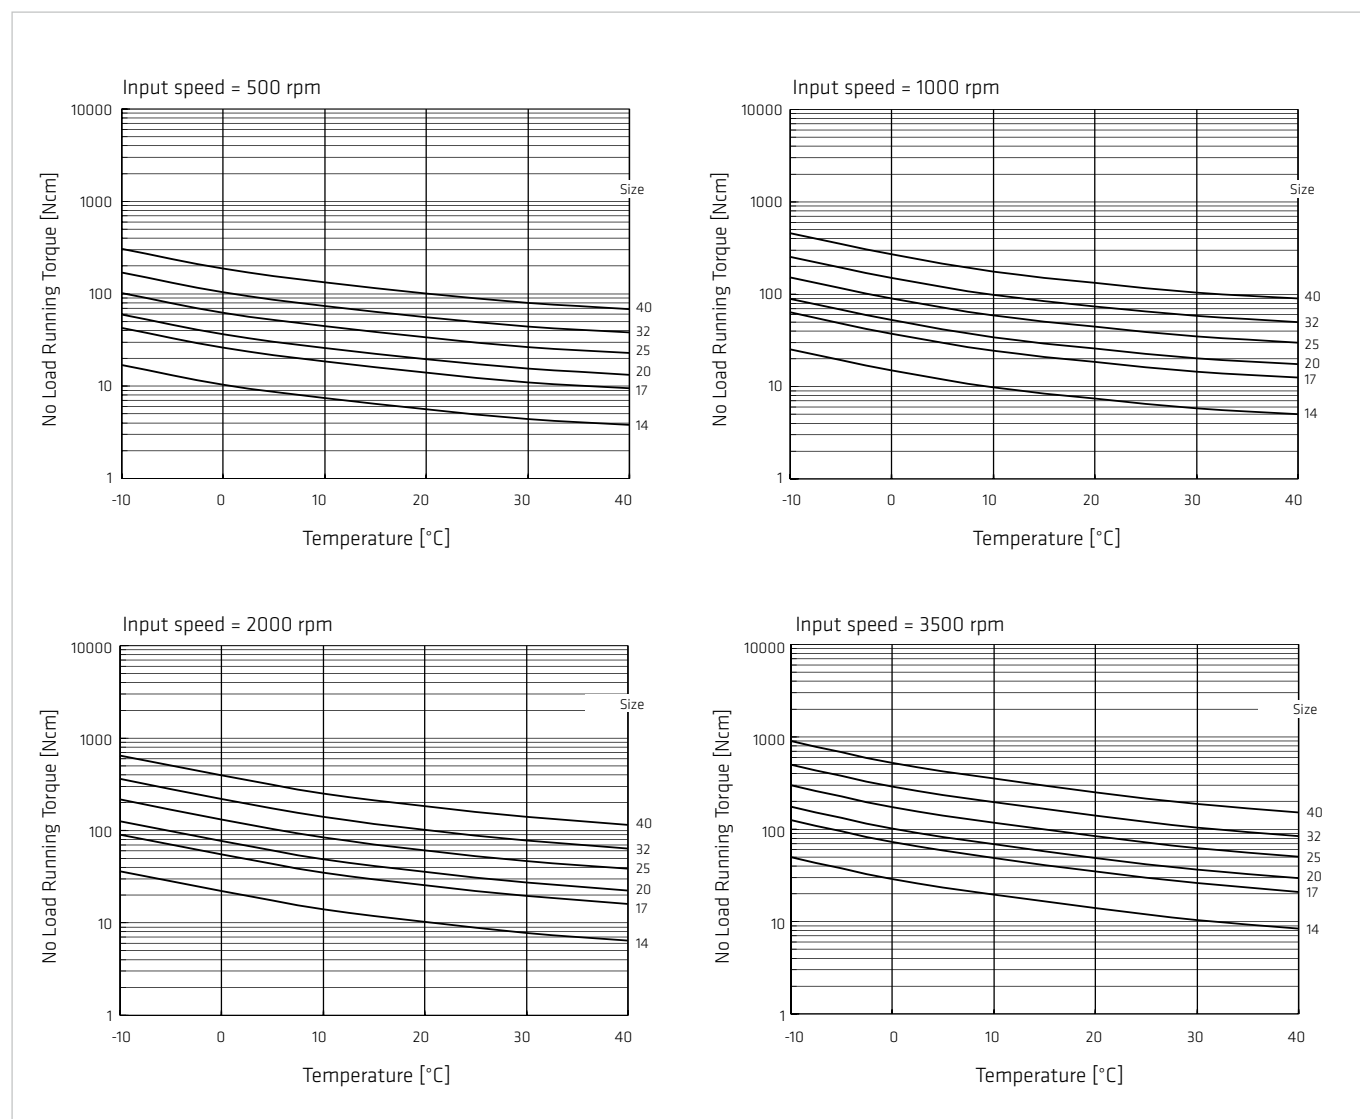 Input speed = 500 rpm
10000
1000
100
10
1
No Load Running Torque [Ncm]
Size
40
32
25
20
17
14
-10 0 10 20 30 40
Temperature [°C]
Input speed = 1000 rpm
10000
1000
100
10
1
No Load Running Torque [Ncm]
Size
40
32
25
20
17
14
-10 0 10 20 30 40
Temperature [°C]
Input speed = 2000 rpm
10000
1000
100
10
1
No Load Running Torque [Ncm]
Size
40
32
25
20
17
14
-10 0 10 20 30 40
Temperature [°C]
Input speed = 3500 rpm
10000
1000
100
10
1
No Load Running Torque [Ncm]
Size
40
32
25
20
17
14
-10 0 10 20 30 40
Temperature [°C]